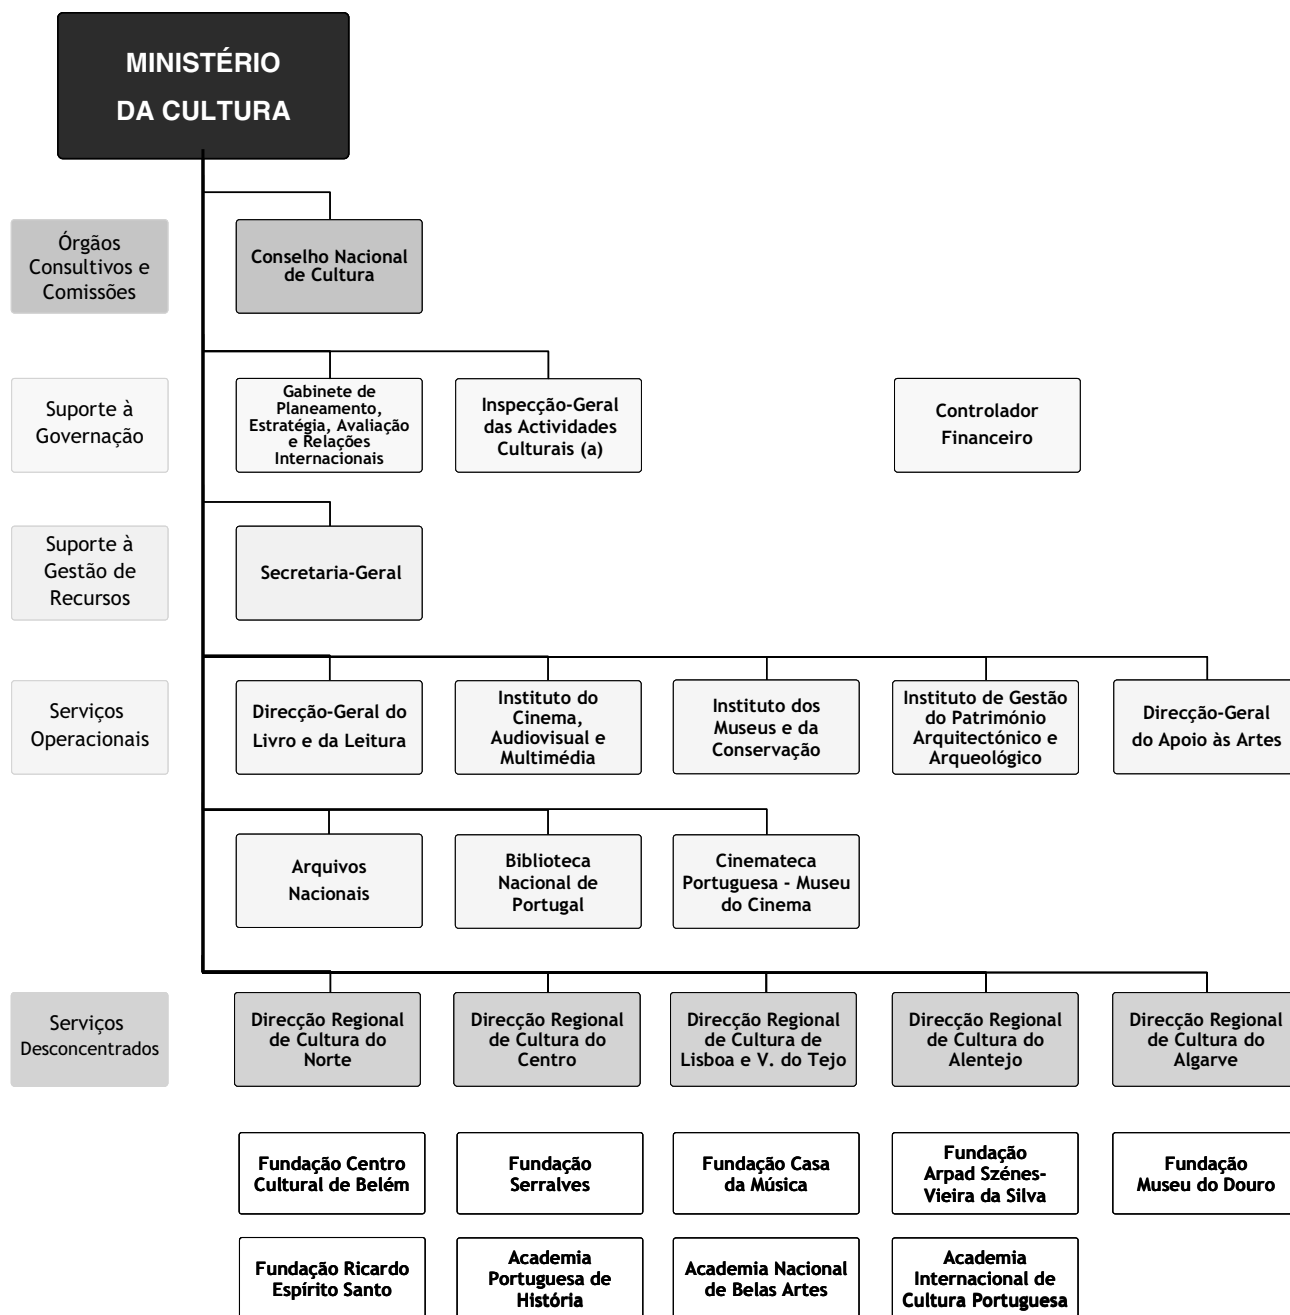 MINISTÉRIO
DA CULTURA
Órgãos
Consultivos e
Comissões
Conselho Nacional
de Cultura
Suporte à
Governação
Gabinete de
Planeamento,
Estratégia, Avaliação
e Relações
Internacionais
Inspecção-Geral
das Actividades
Culturais (a)
Controlador
Financeiro
Suporte à
Gestão de
Recursos
Secretaria-Geral
Serviços
Operacionais
Direcção-Geral do
Livro e da Leitura
Instituto do
Cinema,
Audiovisual e
Multimédia
Instituto dos
Museus e da
Conservação
Instituto de Gestão
do Património
Arquitectónico e
Arqueológico
Direcção-Geral
do Apoio às Artes
Arquivos
Nacionais
Biblioteca
Nacional de
Portugal
Cinemateca
Portuguesa - Museu
do Cinema
Serviços
Desconcentrados
Direcção Regional
de Cultura do
Norte
Direcção Regional
de Cultura do
Centro
Direcção Regional
de Cultura de
Lisboa e V. do Tejo
Direcção Regional
de Cultura do
Alentejo
Direcção Regional
de Cultura do
Algarve
Fundação Centro
Cultural de Belém
Fundação
Serralves
Fundação Casa
da Música
Fundação
Arpad Szénes-
Vieira da Silva
Fundação
Museu do Douro
Fundação Ricardo
Espírito Santo
Academia
Portuguesa de
História
Academia Nacional
de Belas Artes
Academia
Internacional de
Cultura Portuguesa